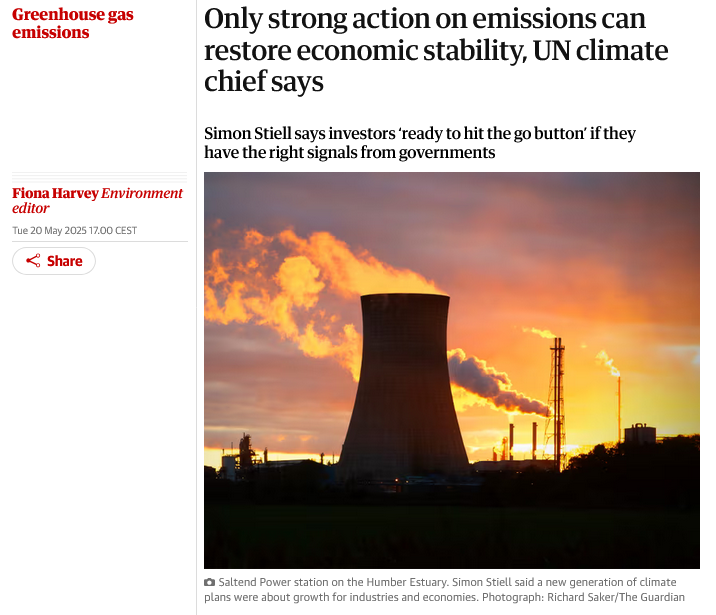 Greenhouse gas
emissions
Only strong action on emissions can
restore economic stability, UN climate
chief says
Simon Stiell says investors ‘ready to hit the go button’ if they
have the right signals from governments
Fiona Harvey Environment
editor
Tue 20 May 2025 17.00 CEST
Share
Saltend Power station on the Humber Estuary. Simon Stiell said a new generation of climate
plans were about growth for industries and economies. Photograph: Richard Saker/The Guardian